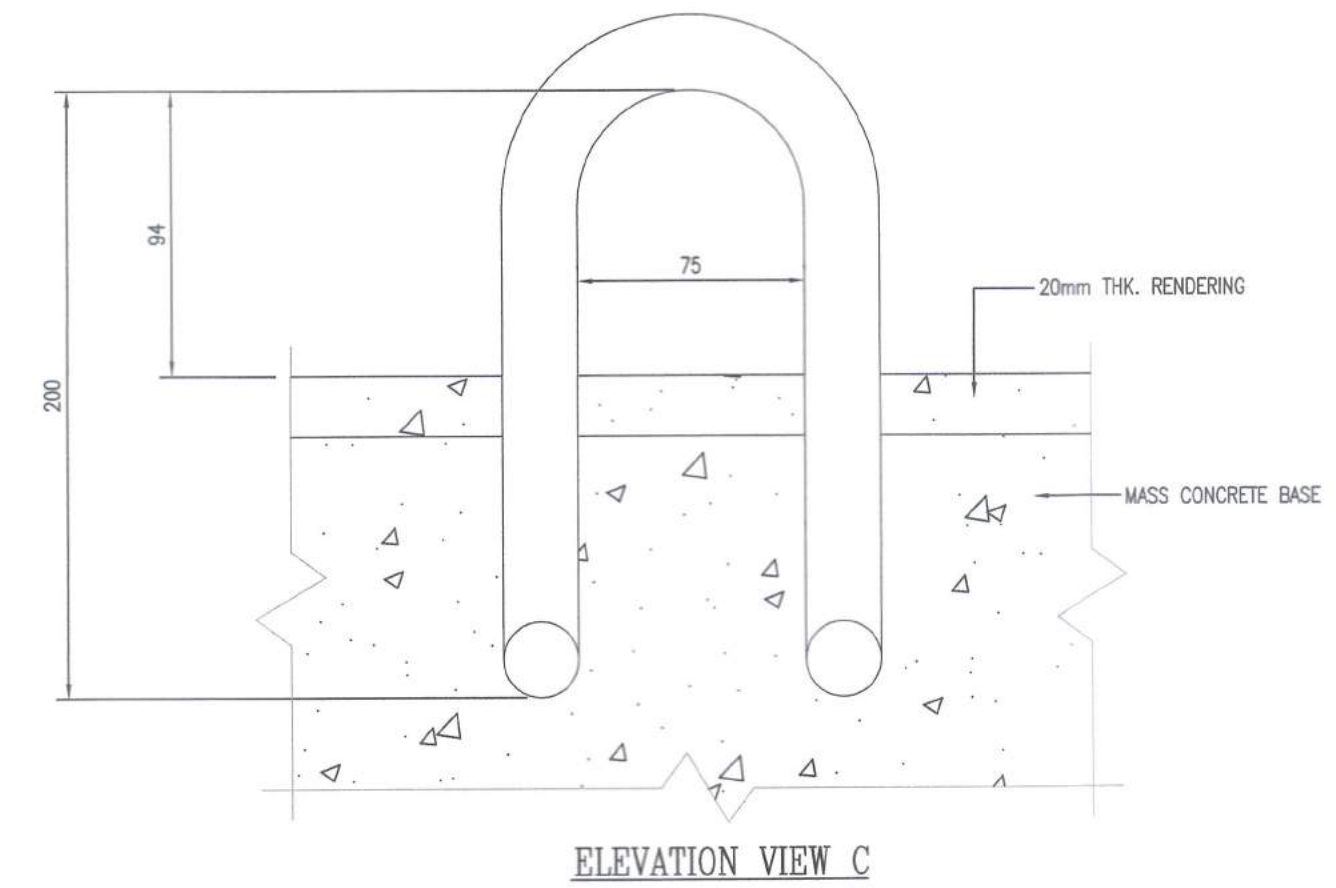 94
75
20mm THK. RENDERING
200
MASS CONCRETE BASE
ELEVATION VIEW C